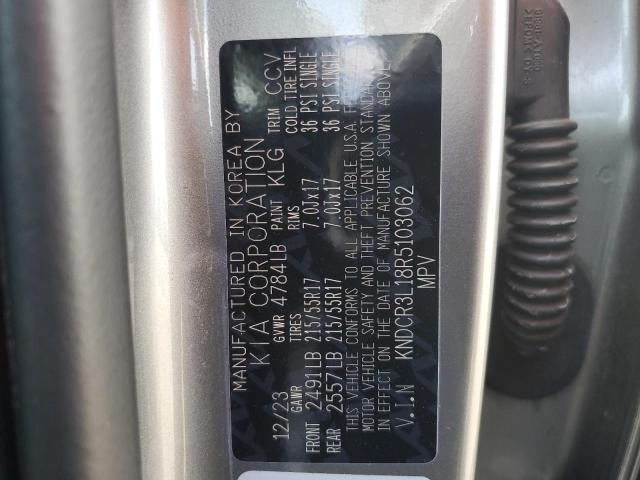 MANUFACTURED IN KOREA BY
KIA CORPORATION
12/23 GVWR 4784LB PAINT KLG TRIM CCV
GAWR TIRES RIMS COLD TIRE INFL
FRONT 2491LB 215/55R17 7.0Jx17 36 PSI SINGLE
REAR 2557LB 215/55R17 7.0Jx17 36 PSI SINGLE
THIS VEHICLE CONFORMS TO ALL APPLICABLE U.S.A.
MOTOR VEHICLE SAFETY AND THEFT PREVENTION STANDAR
IN EFFECT ON THE DATE OF MANUFACTURE SHOWN ABOVE
V.I.N KNDCR3L18R5103062
MPV